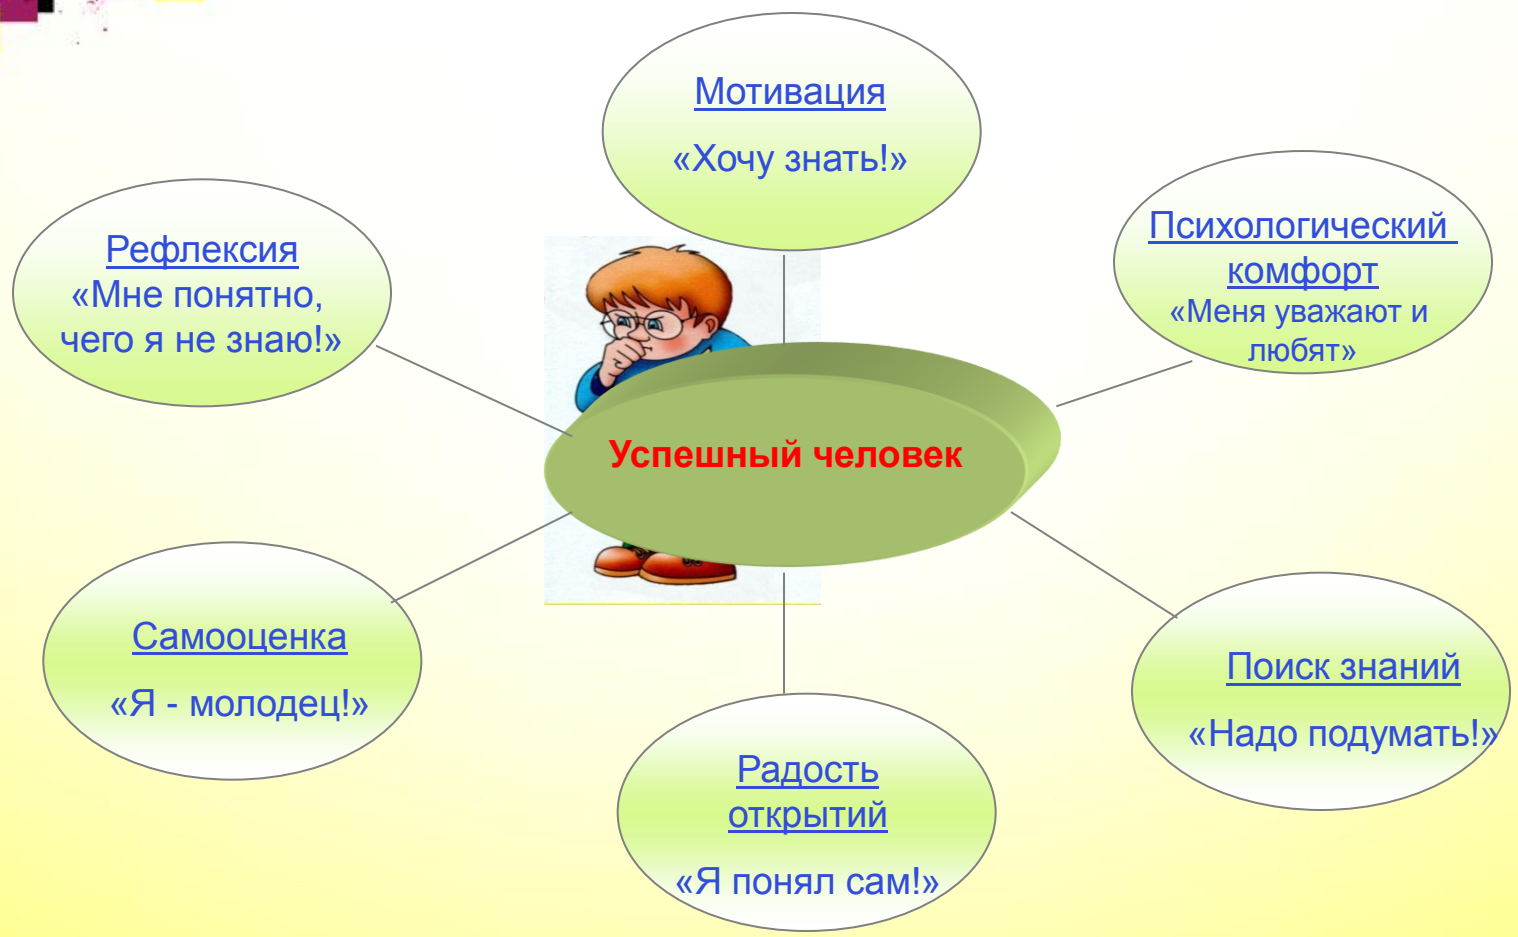 Мотивация
«Хочу знать!»
Психологический
комфорт
«Меня уважают и
любят»
Рефлексия
«Мне понятно,
чего я не знаю!»
Успешный человек
Самооценка
«Я - молодец!»
Поиск знаний
«Надо подумать!»
Радость
открытий
«Я понял сам!»